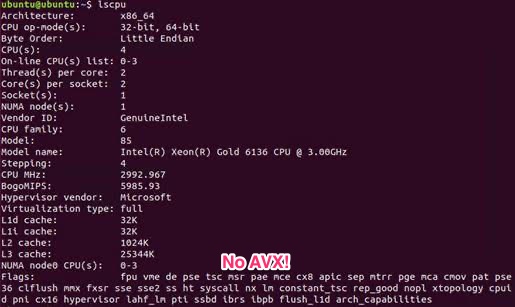 ubuntu@ubuntu:~$ lscpu
Architecture: x86_64
CPU op-mode(s): 32-bit, 64-bit
Byte Order: Little Endian
CPU(s): 4
On-line CPU(s) list: 0-3
Thread(s) per core: 2
Core(s) per socket: 2
Socket(s): 1
NUMA node(s): 1
Vendor ID: GenuineIntel
CPU family: 6
Model: 85
Model name: Intel(R) Xeon(R) Gold 6136 CPU @ 3.00GHz
Stepping: 4
CPU MHz: 2992.967
BogoMIPS: 5985.93
Hypervisor vendor: Microsoft
Virtualization type: full
L1d cache: 32K
L1i cache: 32K
L2 cache: 1024K
L3 cache: 25344K
No AVX!
NUMA node0 CPU(s): 0-3
Flags: fpu vme de pse tsc msr pae mce cx8 apic sep mtrr pge mca cmov pat pse
36 clflush mmx fxsr sse sse2 ss ht syscall nx lm constant_tsc rep_good nopl xtopology cpui
d pni cx16 hypervisor lahf_lm pti ssbd ibrs ibpb flush_l1d arch_capabilities